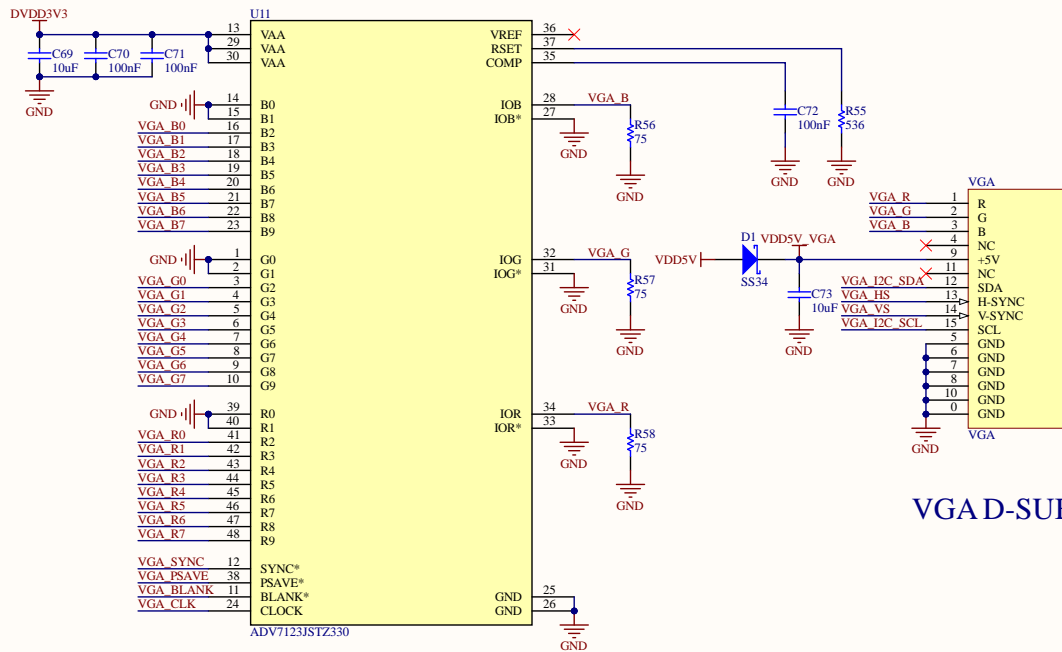 DVDD3V3
C69
10uF
C70
100nF
C71
100nF
GND
U11
13 VAA
29 VAA
30 VAA
GND
14 B0
15 B1
VGA_B0 16 B2
VGA_B1 17 B3
VGA_B2 18 B4
VGA_B3 19 B5
VGA_B4 20 B6
VGA_B5 21 B7
VGA_B6 22 B8
VGA_B7 23 B9
GND
1 G0
2 G1
VGA_G0 3 G2
VGA_G1 4 G3
VGA_G2 5 G4
VGA_G3 6 G5
VGA_G4 7 G6
VGA_G5 8 G7
VGA_G6 9 G8
VGA_G7 10 G9
GND
39 R0
40 R1
VGA_R0 41 R2
VGA_R1 42 R3
VGA_R2 43 R4
VGA_R3 44 R5
VGA_R4 45 R6
VGA_R5 46 R7
VGA_R6 47 R8
VGA_R7 48 R9
VGA_SYNC 12 SYNC*
VGA_PSAVE 38 PSAVE*
VGA_BLANK 11 BLANK*
VGA_CLK 24 CLOCK
ADV7123JSTZ330
VREF 36
RSET 37
COMP 35
IOB 28 VGA_B
IOB* 27
GND
R56
75
GND
C72
100nF
GND
R55
536
GND
IOG 32 VGA_G
IOG* 31
GND
R57
75
GND
IOR 34 VGA_R
IOR* 33
GND
R58
75
GND
GND 25
GND 26
GND
VDD5V
D1
SS34
VDD5V_VGA
C73
10uF
GND
VGA
VGA_R 1 R
VGA_G 2 G
VGA_B 3 B
4 NC
9 +5V
11 NC
VGA_I2C_SDA 12 SDA
VGA_HS 13 H-SYNC
VGA_VS 14 V-SYNC
VGA_I2C_SCL 15 SCL
5 GND
6 GND
7 GND
8 GND
10 GND
0 GND
GND
VGA
VGA D-SUB